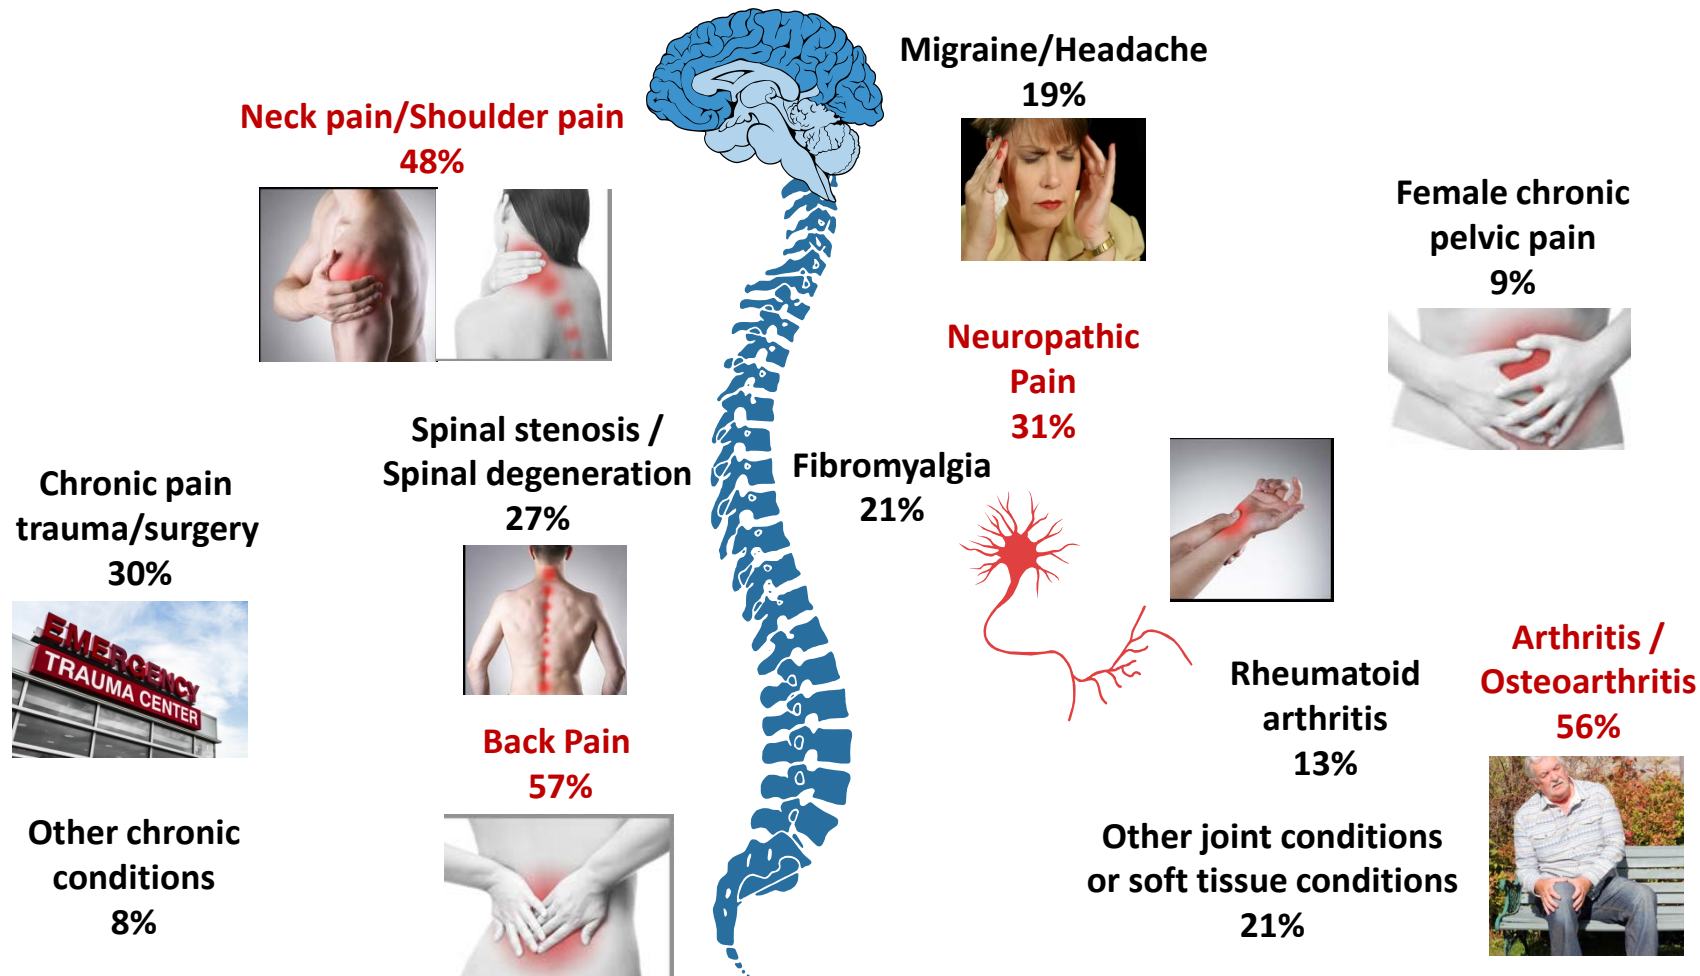 Migraine/Headache
19%
Neck pain/Shoulder pain
48%
Female chronic
pelvic pain
9%
Neuropathic
Pain
31%
Spinal stenosis /
Spinal degeneration
27%
Fibromyalgia
21%
Chronic pain
trauma/surgery
30%
EMERGENCY
TRAUMA CENTER
Arthritis /
Osteoarthritis
56%
Rheumatoid
arthritis
13%
Back Pain
57%
Other chronic
conditions
8%
Other joint conditions
or soft tissue conditions
21%